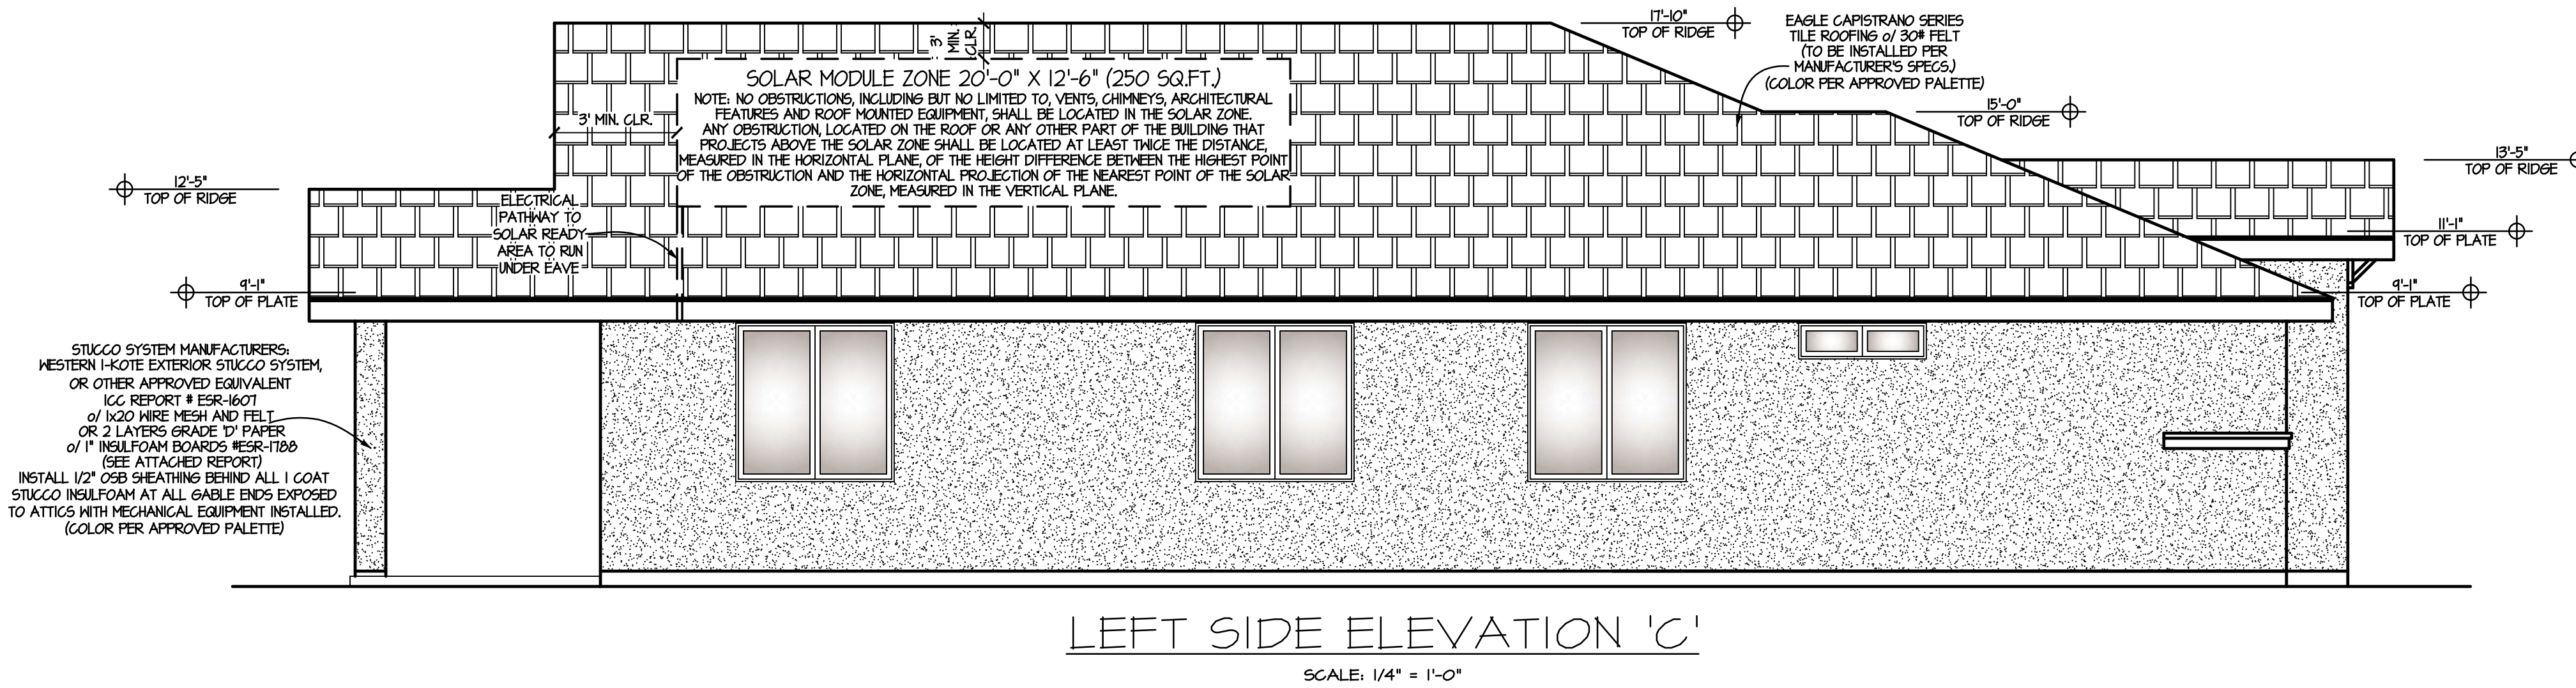 17'-10"
TOP OF RIDGE
EAGLE CAPISTRANO SERIES
TILE ROOFING o/ 30# FELT
(TO BE INSTALLED PER
MANUFACTURER'S SPECS.)
(COLOR PER APPROVED PALETTE)
3'
MIN.
CLR.
SOLAR MODULE ZONE 20'-0" X 12'-6" (250 SQ.FT.)
NOTE: NO OBSTRUCTIONS, INCLUDING BUT NO LIMITED TO, VENTS, CHIMNEYS, ARCHITECTURAL
FEATURES AND ROOF MOUNTED EQUIPMENT, SHALL BE LOCATED IN THE SOLAR ZONE.
ANY OBSTRUCTION, LOCATED ON THE ROOF OR ANY OTHER PART OF THE BUILDING THAT
PROJECTS ABOVE THE SOLAR ZONE SHALL BE LOCATED AT LEAST TWICE THE DISTANCE,
MEASURED IN THE HORIZONTAL PLANE, OF THE HEIGHT DIFFERENCE BETWEEN THE HIGHEST POINT
OF THE OBSTRUCTION AND THE HORIZONTAL PROJECTION OF THE NEAREST POINT OF THE SOLAR
ZONE, MEASURED IN THE VERTICAL PLANE.
3' MIN. CLR.
15'-0"
TOP OF RIDGE
13'-5"
TOP OF RIDGE
12'-5"
TOP OF RIDGE
ELECTRICAL
PATHWAY TO
SOLAR READY
AREA TO RUN
UNDER EAVE
11'-1"
TOP OF PLATE
9'-1"
TOP OF PLATE
9'-1"
TOP OF PLATE
STUCCO SYSTEM MANUFACTURERS:
WESTERN 1-KOTE EXTERIOR STUCCO SYSTEM,
OR OTHER APPROVED EQUIVALENT
ICC REPORT # ESR-1607
o/ 1x20 WIRE MESH AND FELT
OR 2 LAYERS GRADE 'D' PAPER
o/ 1" INSULFOAM BOARDS #ESR-1788
(SEE ATTACHED REPORT)
INSTALL 1/2" OSB SHEATHING BEHIND ALL 1 COAT
STUCCO INSULFOAM AT ALL GABLE ENDS EXPOSED
TO ATTICS WITH MECHANICAL EQUIPMENT INSTALLED.
(COLOR PER APPROVED PALETTE)
LEFT SIDE ELEVATION 'C'
SCALE: 1/4" = 1'-0"